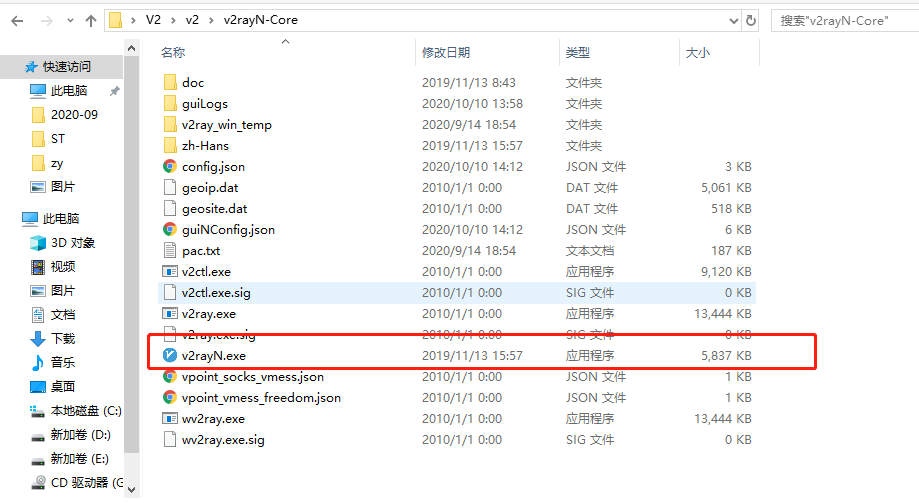 V2 › v2 › v2rayN-Core
搜索"v2rayN-Core"
名称 修改日期 类型 大小
快速访问
此电脑
2020-09
ST
zy
图片
此电脑
3D 对象
视频
图片
文档
下载
音乐
桌面
本地磁盘 (C:)
新加卷 (D:)
新加卷 (E:)
CD 驱动器 (G
doc 2019/11/13 8:43 文件夹
guiLogs 2020/10/10 13:58 文件夹
v2ray_win_temp 2020/9/14 18:54 文件夹
zh-Hans 2019/11/13 15:57 文件夹
config.json 2020/10/10 14:12 JSON 文件 3 KB
geoip.dat 2010/1/1 0:00 DAT 文件 5,061 KB
geosite.dat 2010/1/1 0:00 DAT 文件 518 KB
guiNConfig.json 2020/10/10 14:12 JSON 文件 6 KB
pac.txt 2020/9/14 18:54 文本文档 187 KB
v2ctl.exe 2010/1/1 0:00 应用程序 9,120 KB
v2ctl.exe.sig 2010/1/1 0:00 SIG 文件 0 KB
v2ray.exe 2010/1/1 0:00 应用程序 13,444 KB
v2ray.exe.sig 2010/1/1 0:00 SIG 文件 0 KB
v2rayN.exe 2019/11/13 15:57 应用程序 5,837 KB
vpoint_socks_vmess.json 2010/1/1 0:00 JSON 文件 1 KB
vpoint_vmess_freedom.json 2010/1/1 0:00 JSON 文件 1 KB
wv2ray.exe 2010/1/1 0:00 应用程序 13,444 KB
wv2ray.exe.sig 2010/1/1 0:00 SIG 文件 0 KB